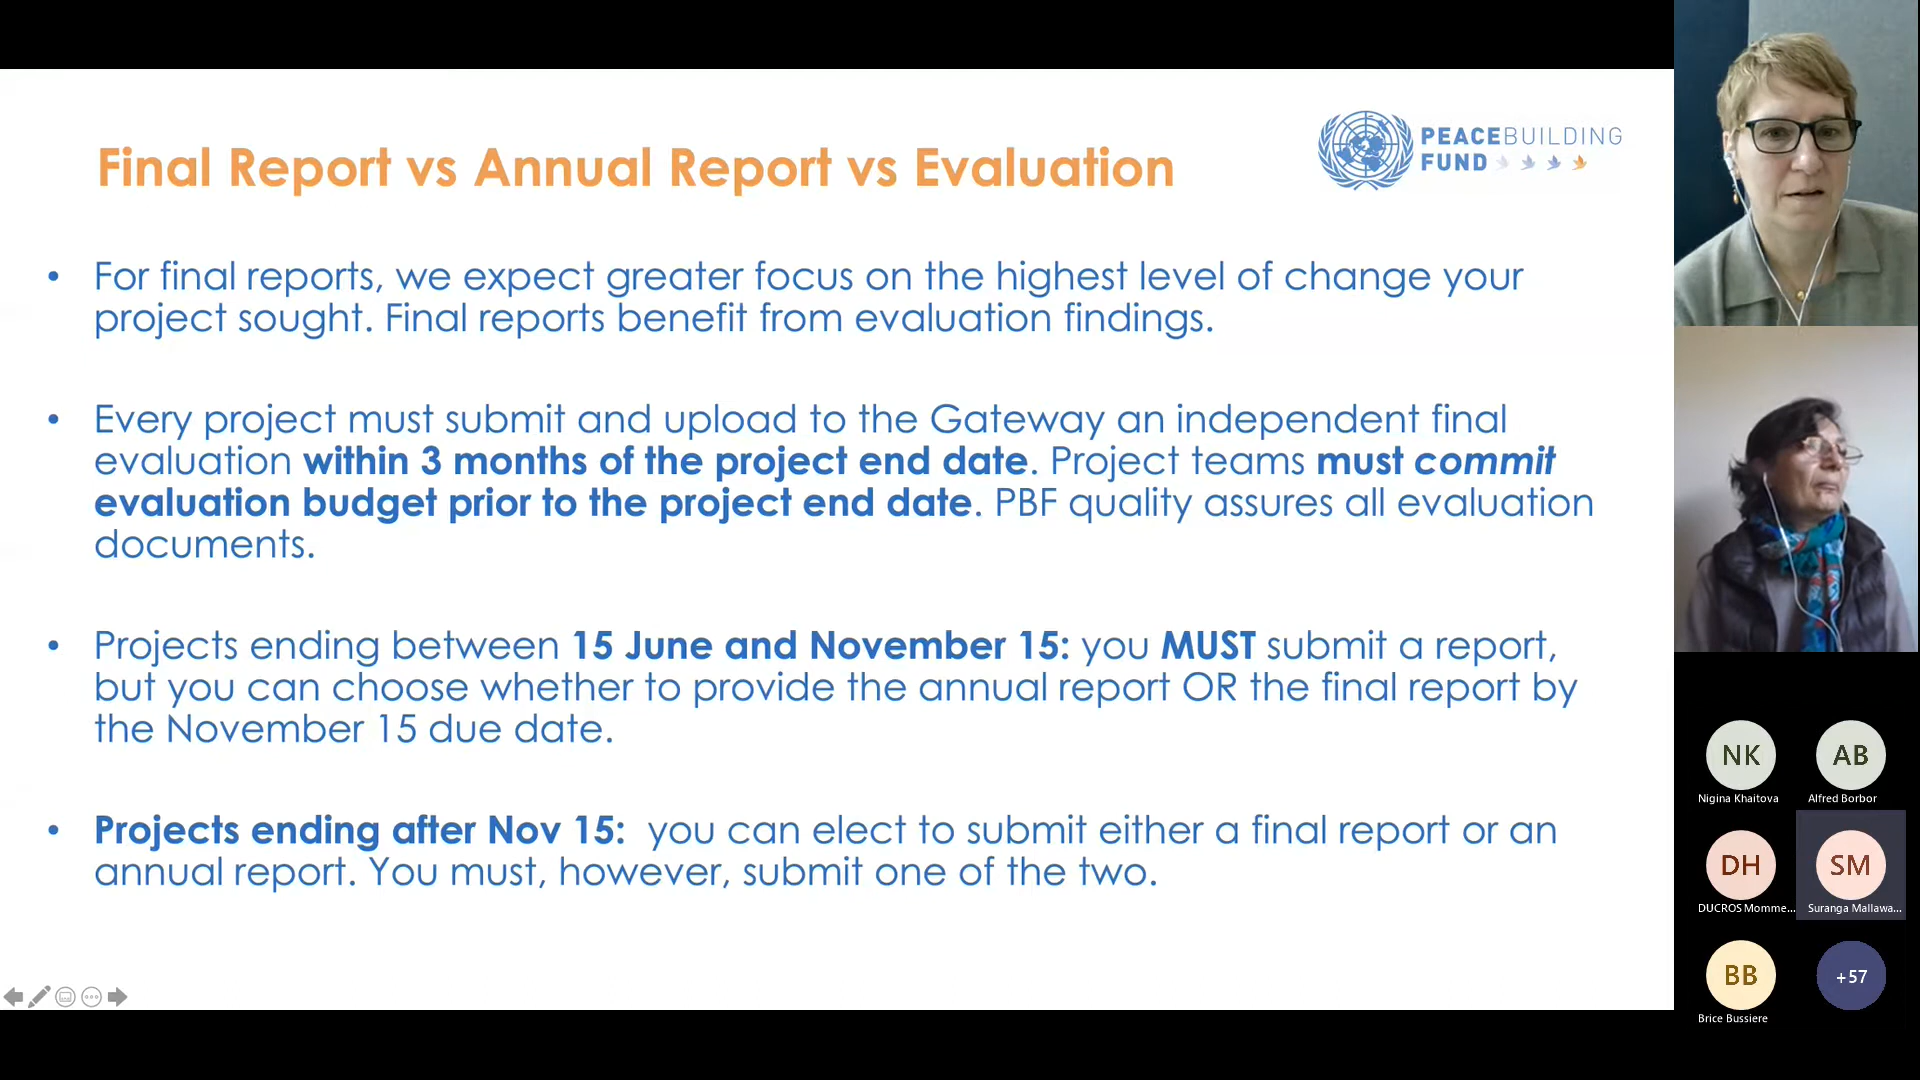 Final Report vs Annual Report vs Evaluation
PEACEBUILDING
FUND
• For final reports, we expect greater focus on the highest level of change your
project sought. Final reports benefit from evaluation findings.
• Every project must submit and upload to the Gateway an independent final
evaluation within 3 months of the project end date. Project teams must commit
evaluation budget prior to the project end date. PBF quality assures all evaluation
documents.
• Projects ending between 15 June and November 15: you MUST submit a report,
but you can choose whether to provide the annual report OR the final report by
the November 15 due date.
• Projects ending after Nov 15: you can elect to submit either a final report or an
annual report. You must, however, submit one of the two.
NK
Nigina Khaitova
AB
Alfred Borbor
DH
DUCROS Momme...
SM
Suranga Mallawa...
BB
Brice Bussiere
+57